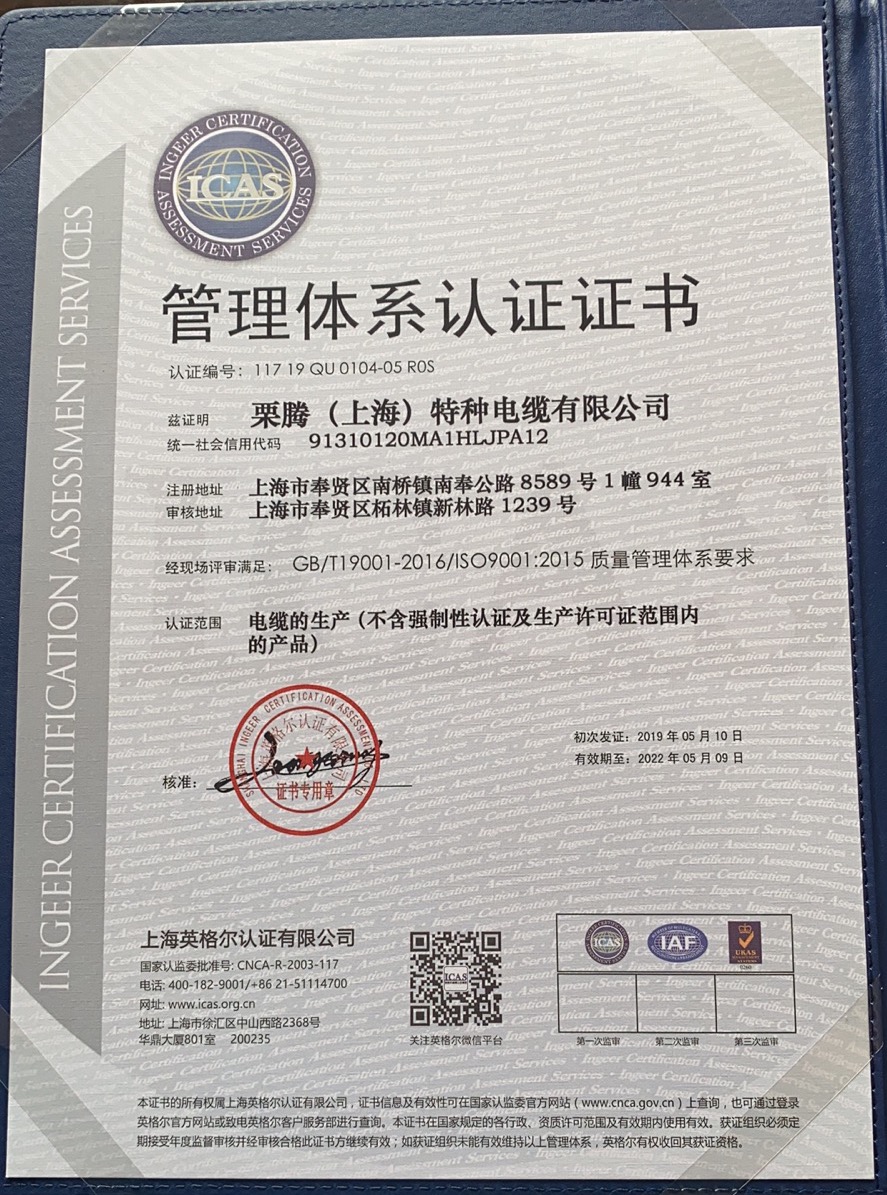 INGEER CERTIFICATION
ICAS
ASSESSMENT SERVICES
INGEER CERTIFICATION ASSESSMENT SERVICES
管理体系认证证书
认证编号：117 19 QU 0104-05 R0S
兹证明 栗腾（上海）特种电缆有限公司
统一社会信用代码 91310120MA1HLJPA12
注册地址 上海市奉贤区南桥镇南奉公路 8589 号 1 幢 944 室
审核地址 上海市奉贤区柘林镇新林路 1239 号
经现场评审满足： GB/T19001-2016/ISO9001:2015 质量管理体系要求
认证范围 电缆的生产（不含强制性认证及生产许可证范围内
的产品）
初次发证：2019 年 05 月 10 日
有效期至：2022 年 05 月 09 日
核准：
证书专用章
上海英格尔认证有限公司
国家认监委批准号: CNCA-R-2003-117
电话: 400-182-9001/+86 21-51114700
网址: www.icas.org.cn
地址: 上海市徐汇区中山西路2368号
华鼎大厦801室 200235
ICAS
关注英格尔微信平台
ICAS
IAF
UKAS
第一次监审 第二次监审 第三次监审
本证书的所有权属上海英格尔认证有限公司，证书信息及有效性可在国家认监委官方网站（www.cnca.gov.cn）上查询，也可通过登录
英格尔官方网站或致电英格尔客户服务部进行查询。本证书在国家规定的各行政、资质许可范围及有效期内使用有效。获证组织必须定
期接受年度监督审核并经审核合格此证书方继续有效；如获证组织未能有效维持以上管理体系，英格尔有权收回其获证资格。